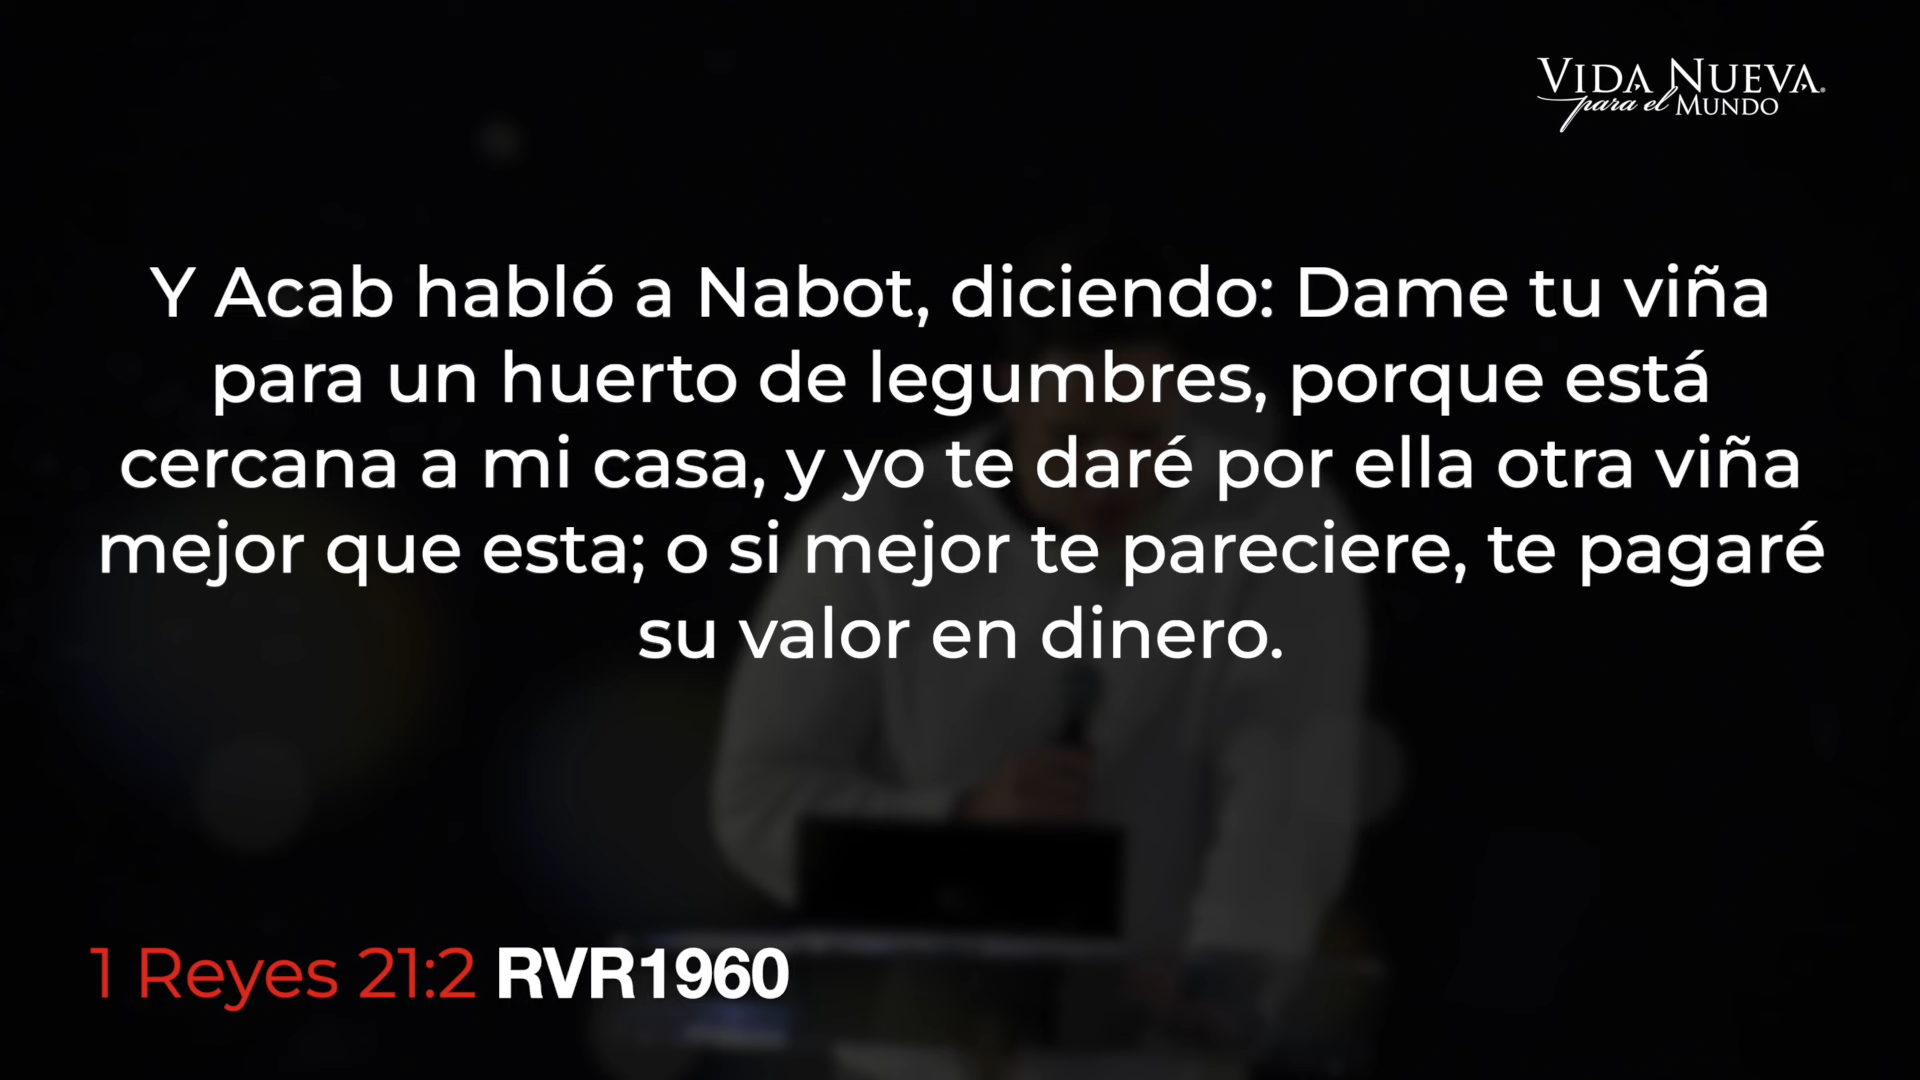 VIDA NUEVA
para el MUNDO
Y Acab habló a Nabot, diciendo: Dame tu viña
para un huerto de legumbres, porque está
cercana a mi casa, y yo te daré por ella otra viña
mejor que esta; o si mejor te pareciere, te pagaré
su valor en dinero.
1 Reyes 21:2 RVR1960